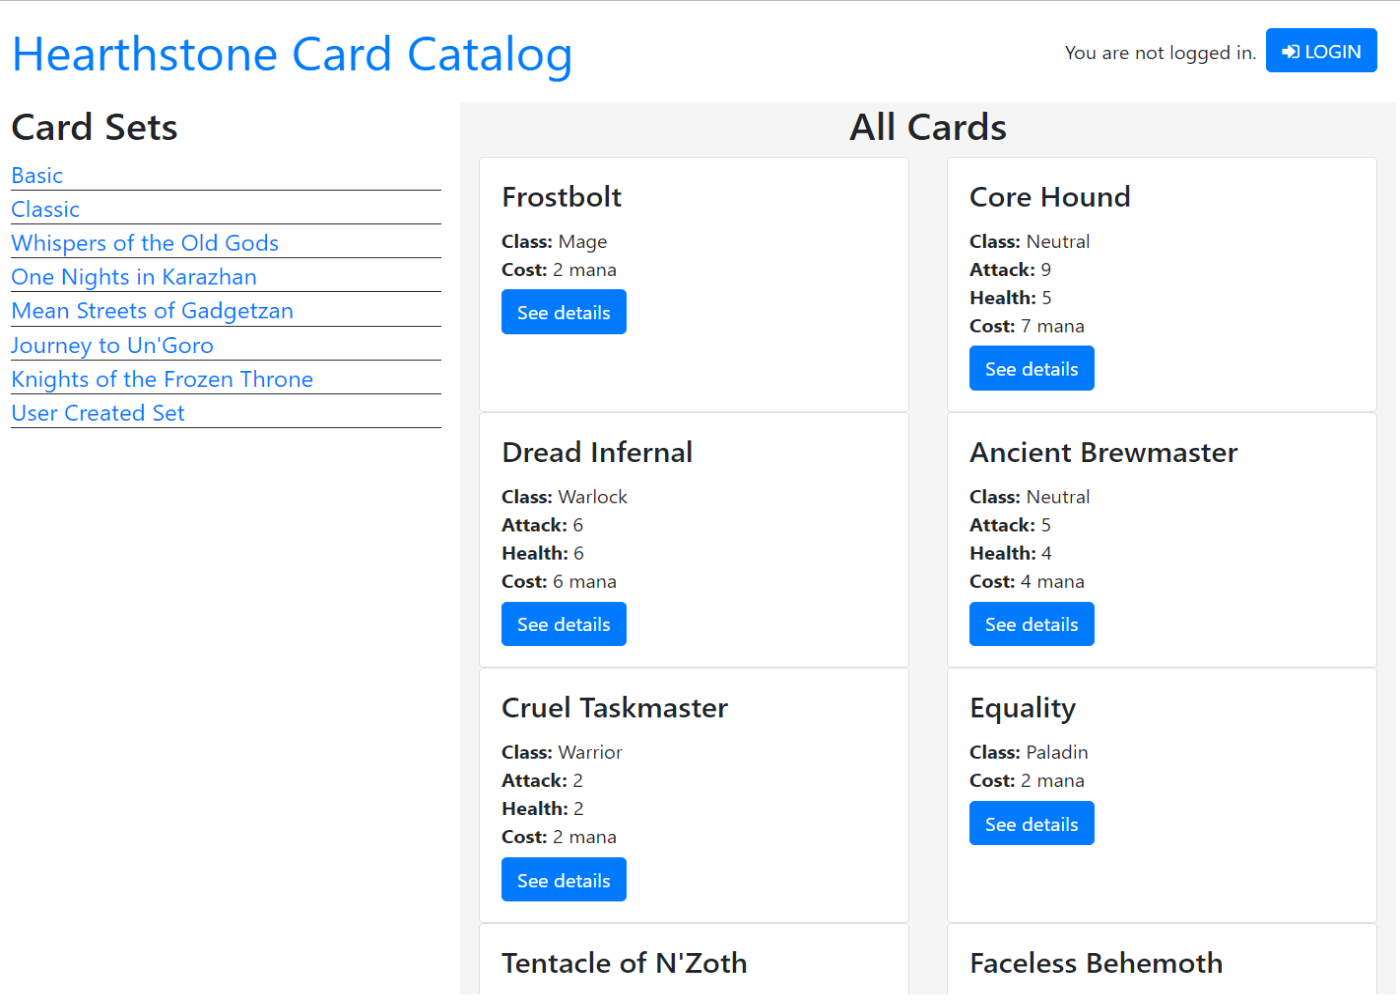 Hearthstone Card Catalog
You are not logged in.
LOGIN
Card Sets
Basic
Classic
Whispers of the Old Gods
One Nights in Karazhan
Mean Streets of Gadgetzan
Journey to Un'Goro
Knights of the Frozen Throne
User Created Set
All Cards
Frostbolt
Class: Mage
Cost: 2 mana
See details
Core Hound
Class: Neutral
Attack: 9
Health: 5
Cost: 7 mana
See details
Dread Infernal
Class: Warlock
Attack: 6
Health: 6
Cost: 6 mana
See details
Ancient Brewmaster
Class: Neutral
Attack: 5
Health: 4
Cost: 4 mana
See details
Cruel Taskmaster
Class: Warrior
Attack: 2
Health: 2
Cost: 2 mana
See details
Equality
Class: Paladin
Cost: 2 mana
See details
Tentacle of N'Zoth
Faceless Behemoth